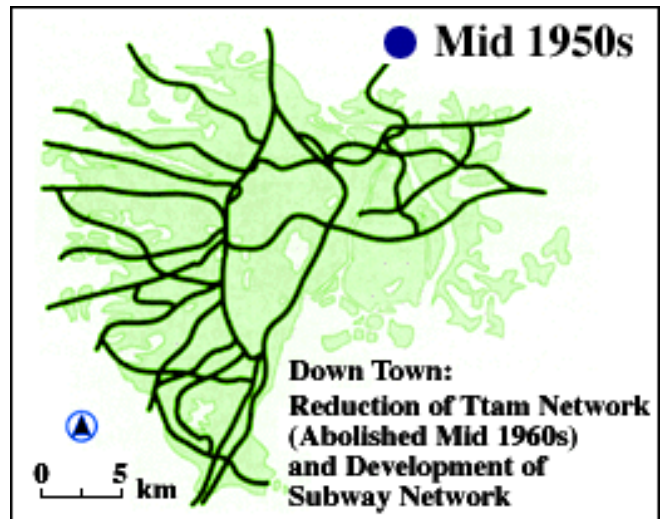 Mid 1950s
Down Town:
Reduction of Ttam Network
(Abolished Mid 1960s)
and Development of
Subway Network
0 5
km